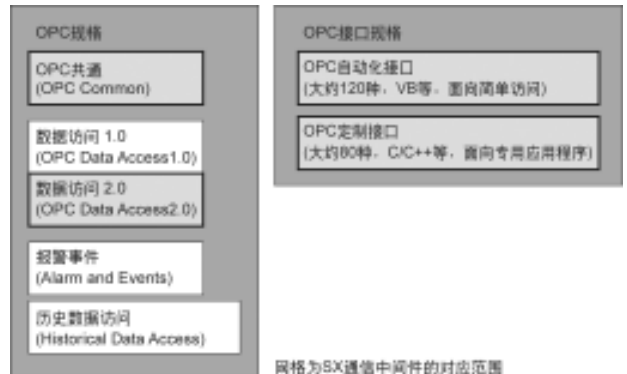 OPC规格
OPC共通
(OPC Common)
数据访问 1.0
(OPC Data Access1.0)
数据访问 2.0
(OPC Data Access2.0)
报警事件
(Alarm and Events)
历史数据访问
(Historical Data Access)
OPC接口规格
OPC自动化接口
(大约120种，VB等，面向简单访问)
OPC定制接口
(大约80种，C/C++等，面向专用应用程序)
网格为SX通信中间件的对应范围